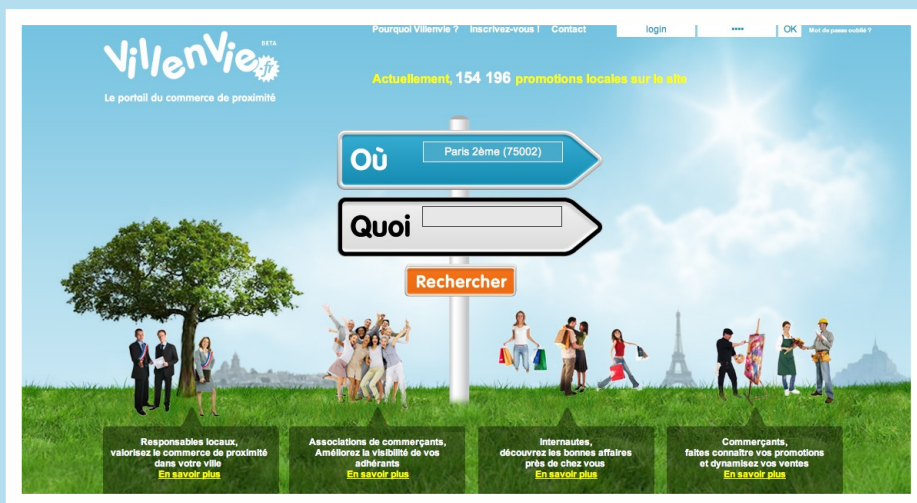 Pourquoi Villenvie ? Inscrivez-vous ! Contact login •••• OK Mot de passe oublié ?
VillenVie.fr BETA
Le portail du commerce de proximité
Actuellement, 154 196 promotions locales sur le site
Où Paris 2ème (75002)
Quoi
Rechercher
Responsables locaux,
valorisez le commerce de proximité
dans votre ville
En savoir plus
Associations de commerçants,
Améliorez la visibilité de vos
adhérants
En savoir plus
Internautes,
découvrez les bonnes affaires
près de chez vous
En savoir plus
Commerçants,
faites connaître vos promotions
et dynamisez vos ventes
En savoir plus